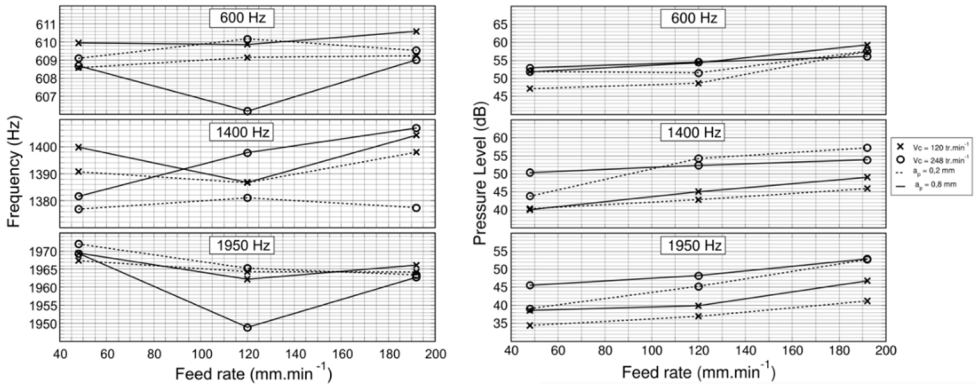 600 Hz
611
610
609
608
607
1400 Hz
1400
1390
1380
Frequency (Hz)
1950 Hz
1970
1965
1960
1955
1950
40 60 80 100 120 140 160 180 200
Feed rate (mm.min⁻¹)
600 Hz
65
60
55
50
45
1400 Hz
60
55
50
45
40
Pressure Level (dB)
1950 Hz
55
50
45
40
35
40 60 80 100 120 140 160 180 200
Feed rate (mm.min⁻¹)
Vc = 120 tr.min⁻¹
Vc = 248 tr.min⁻¹
aₚ = 0,2 mm
aₚ = 0,8 mm